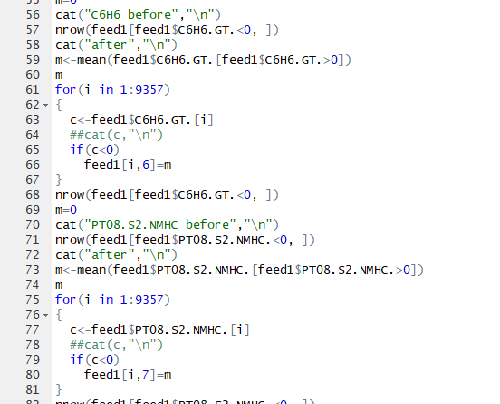 55 m=0
56 cat("C6H6 before","\n")
57 nrow(feed1[feed1$C6H6.GT.<0, ])
58 cat("after","\n")
59 m<-mean(feed1$C6H6.GT.[feed1$C6H6.GT.>0])
60 m
61 for(i in 1:9357)
62 {
63 c<-feed1$C6H6.GT.[i]
64 ##cat(c,"\n")
65 if(c<0)
66 feed1[i,6]=m
67 }
68 nrow(feed1[feed1$C6H6.GT.<0, ])
69 m=0
70 cat("PT08.S2.NMHC before","\n")
71 nrow(feed1[feed1$PT08.S2.NMHC.<0, ])
72 cat("after","\n")
73 m<-mean(feed1$PT08.S2.NMHC.[feed1$PT08.S2.NMHC.>0])
74 m
75 for(i in 1:9357)
76 {
77 c<-feed1$PT08.S2.NMHC.[i]
78 ##cat(c,"\n")
79 if(c<0)
80 feed1[i,7]=m
81 }
82 nrow(feed1[feed1$PT08.S2.NMHC.<0, ])